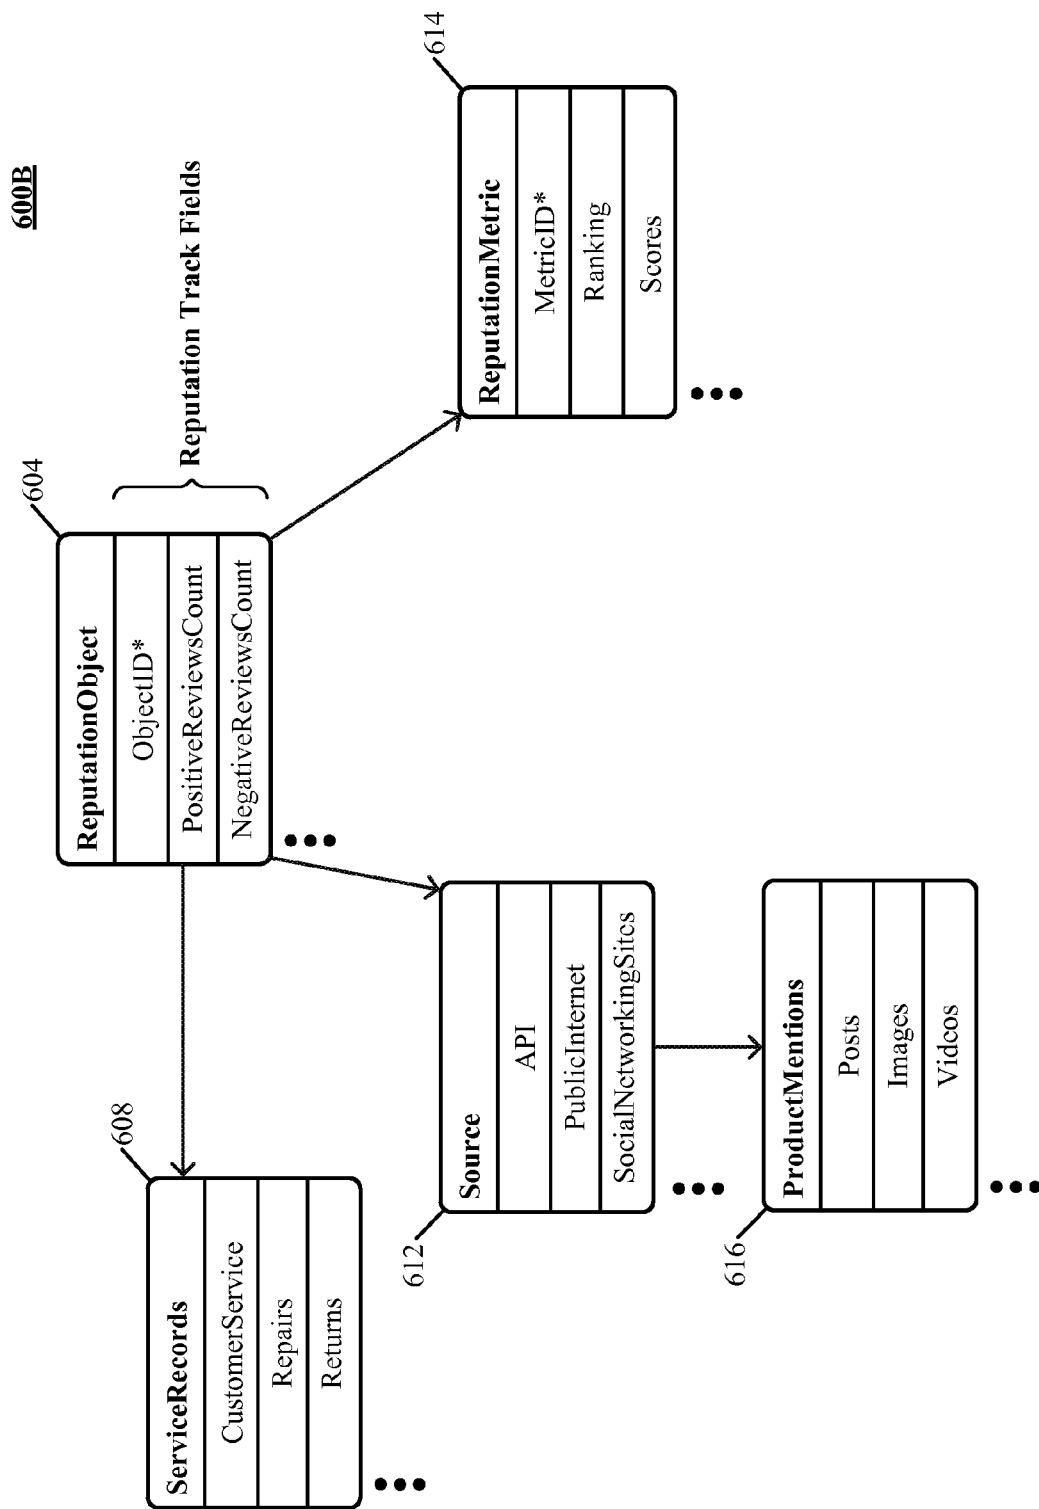 600B
604
ReputationObject
ObjectID*
PositiveReviewsCount
NegativeReviewsCount
Reputation Track Fields
608
ServiceRecords
CustomerService
Repairs
Returns
612
Source
API
PublicInternet
SocialNetworkingSites
614
ReputationMetric
MetricID*
Ranking
Scores
616
ProductMentions
Posts
Images
Videos